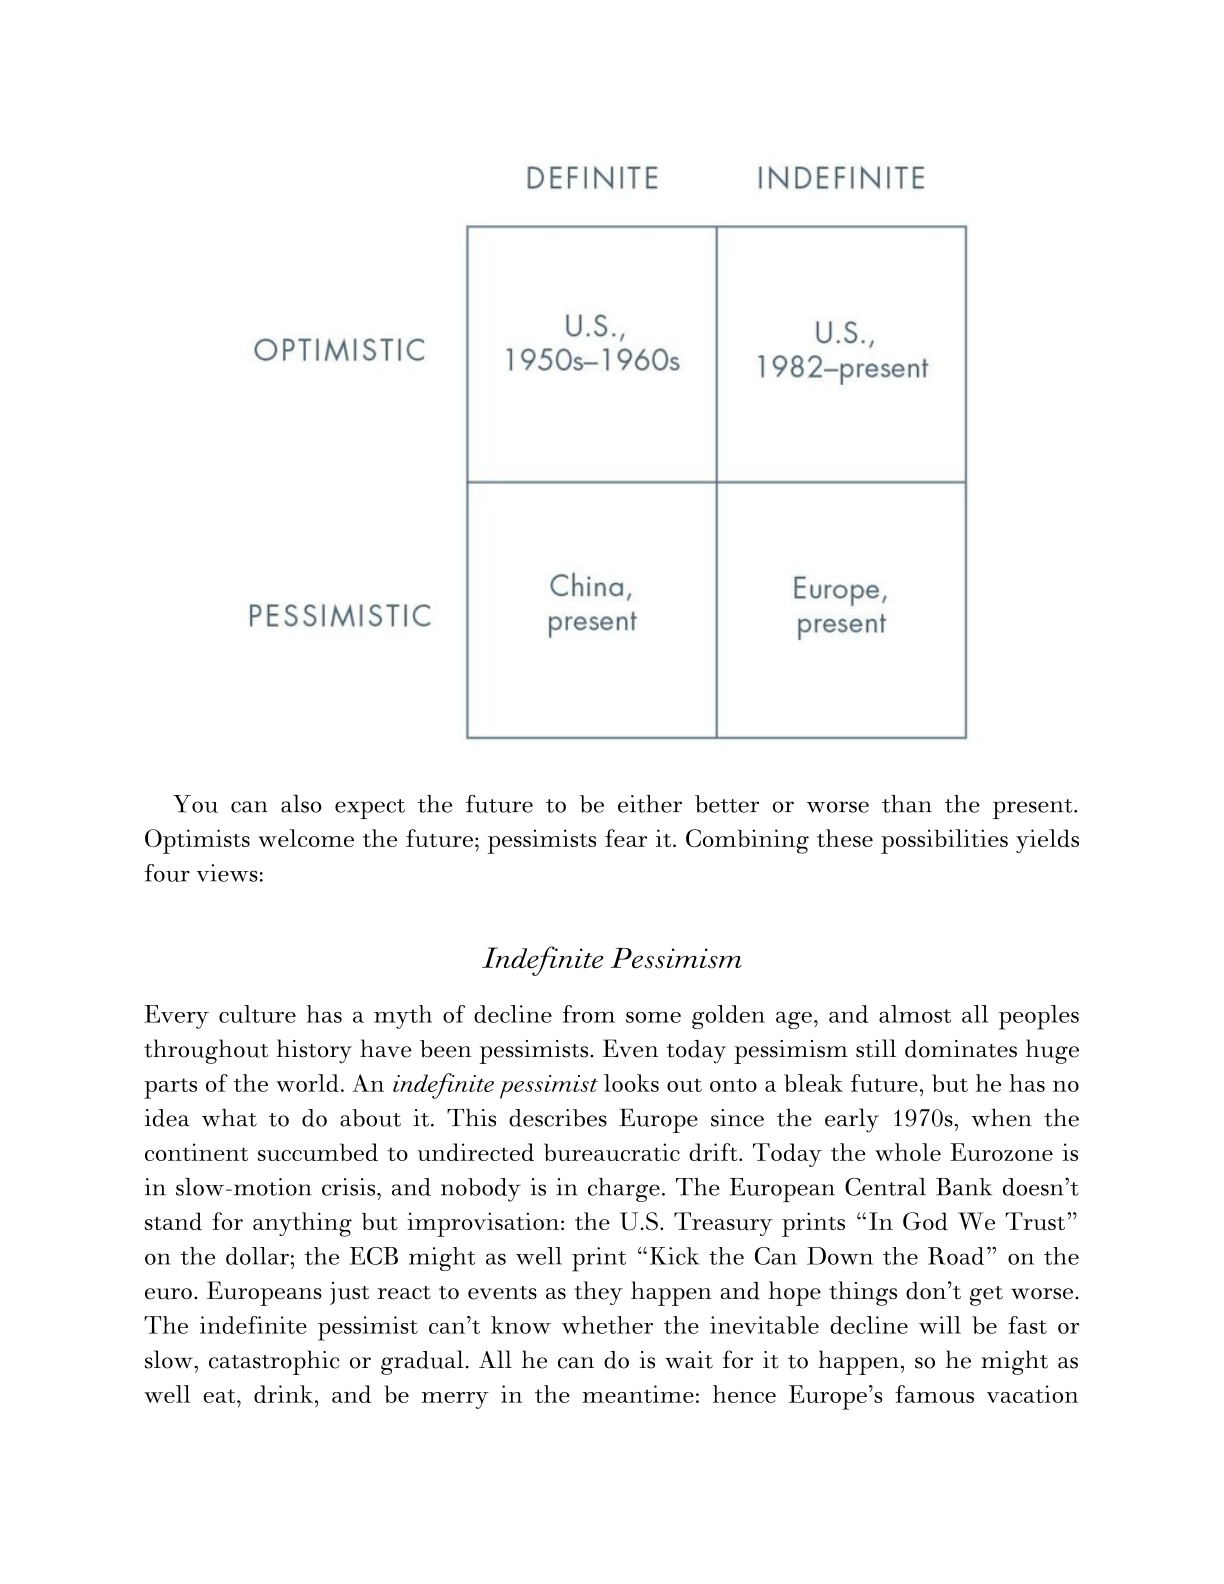 DEFINITE INDEFINITE
OPTIMISTIC
U.S.,
1950s–1960s
U.S.,
1982–present
PESSIMISTIC
China,
present
Europe,
present
You can also expect the future to be either better or worse than the present.
Optimists welcome the future; pessimists fear it. Combining these possibilities yields
four views:
Indefinite Pessimism
Every culture has a myth of decline from some golden age, and almost all peoples
throughout history have been pessimists. Even today pessimism still dominates huge
parts of the world. An indefinite pessimist looks out onto a bleak future, but he has no
idea what to do about it. This describes Europe since the early 1970s, when the
continent succumbed to undirected bureaucratic drift. Today the whole Eurozone is
in slow-motion crisis, and nobody is in charge. The European Central Bank doesn’t
stand for anything but improvisation: the U.S. Treasury prints “In God We Trust”
on the dollar; the ECB might as well print “Kick the Can Down the Road” on the
euro. Europeans just react to events as they happen and hope things don’t get worse.
The indefinite pessimist can’t know whether the inevitable decline will be fast or
slow, catastrophic or gradual. All he can do is wait for it to happen, so he might as
well eat, drink, and be merry in the meantime: hence Europe’s famous vacation